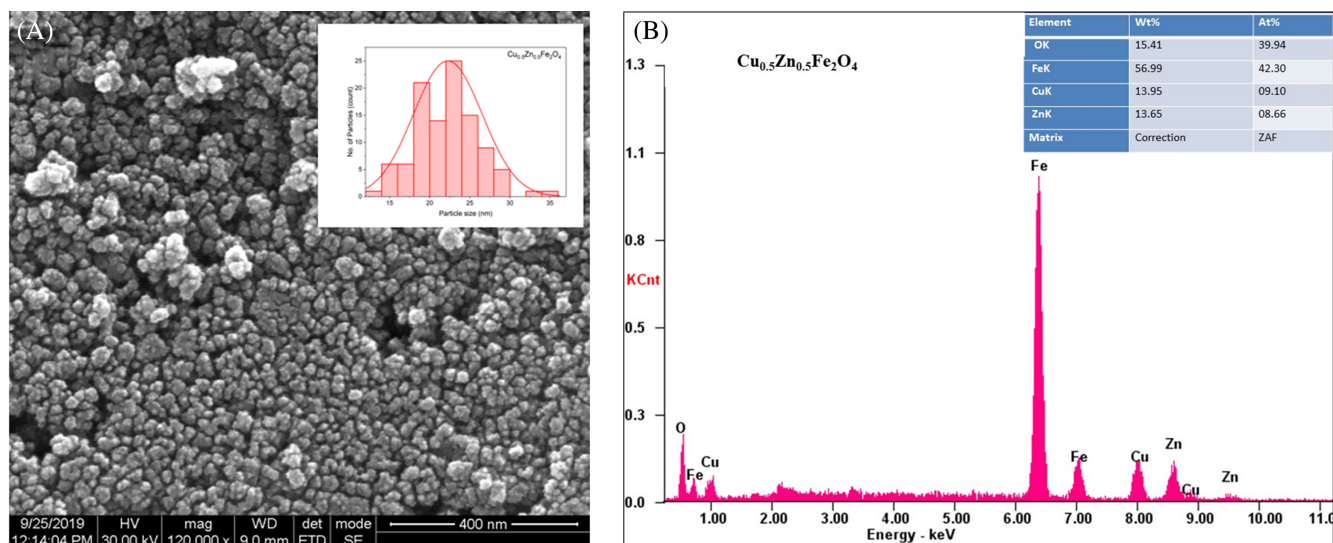 (A)
Cu₀.₅Zn₀.₅Fe₂O₄
25
20
15
10
5
0
No. of Particles (count)
15 20 25 30 35
Particle size (nm)
9/25/2019 HV mag WD det mode
12:14:04 PM 30.00 kV 120 000 x 9.0 mm ETD SE
400 nm
(B)
Cu₀.₅Zn₀.₅Fe₂O₄
Element Wt% At%
OK 15.41 39.94
FeK 56.99 42.30
CuK 13.95 09.10
ZnK 13.65 08.66
Matrix Correction ZAF
1.3
1.1
0.8
KCnt
0.5
0.3
0.0
O
Fe
Cu
Fe
Fe
Cu
Zn
Cu
Zn
1.00 2.00 3.00 4.00 5.00 6.00 7.00 8.00 9.00 10.00 11.0
Energy - keV